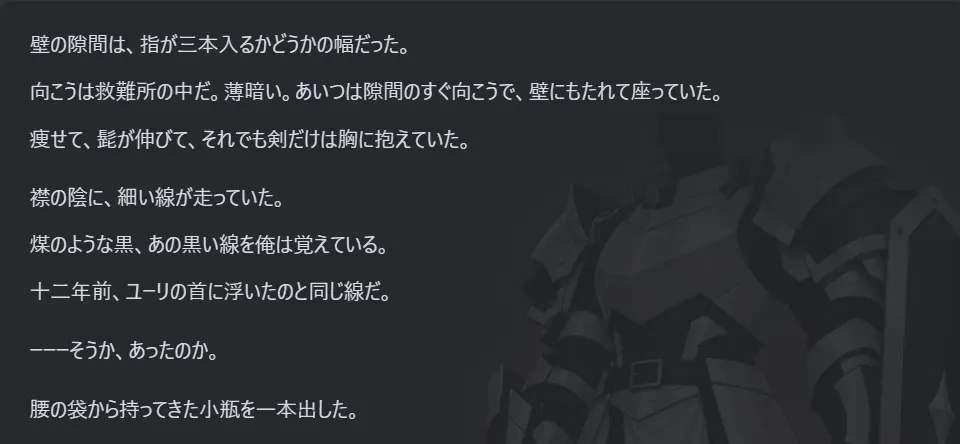 壁の隙間は、指が三本入るかどうかの幅だった。
向こうは救難所の中だ。薄暗い。あいつは隙間のすぐ向こうで、壁にもたれて座っていた。
痩せて、髭が伸びて、それでも剣だけは胸に抱えていた。
襟の陰に、細い線が走っていた。
煤のような黒、あの黒い線を俺は覚えている。
十二年前、ユーリの首に浮いたのと同じ線だ。
―――そうか、あったのか。
腰の袋から持ってきた小瓶を一本出した。